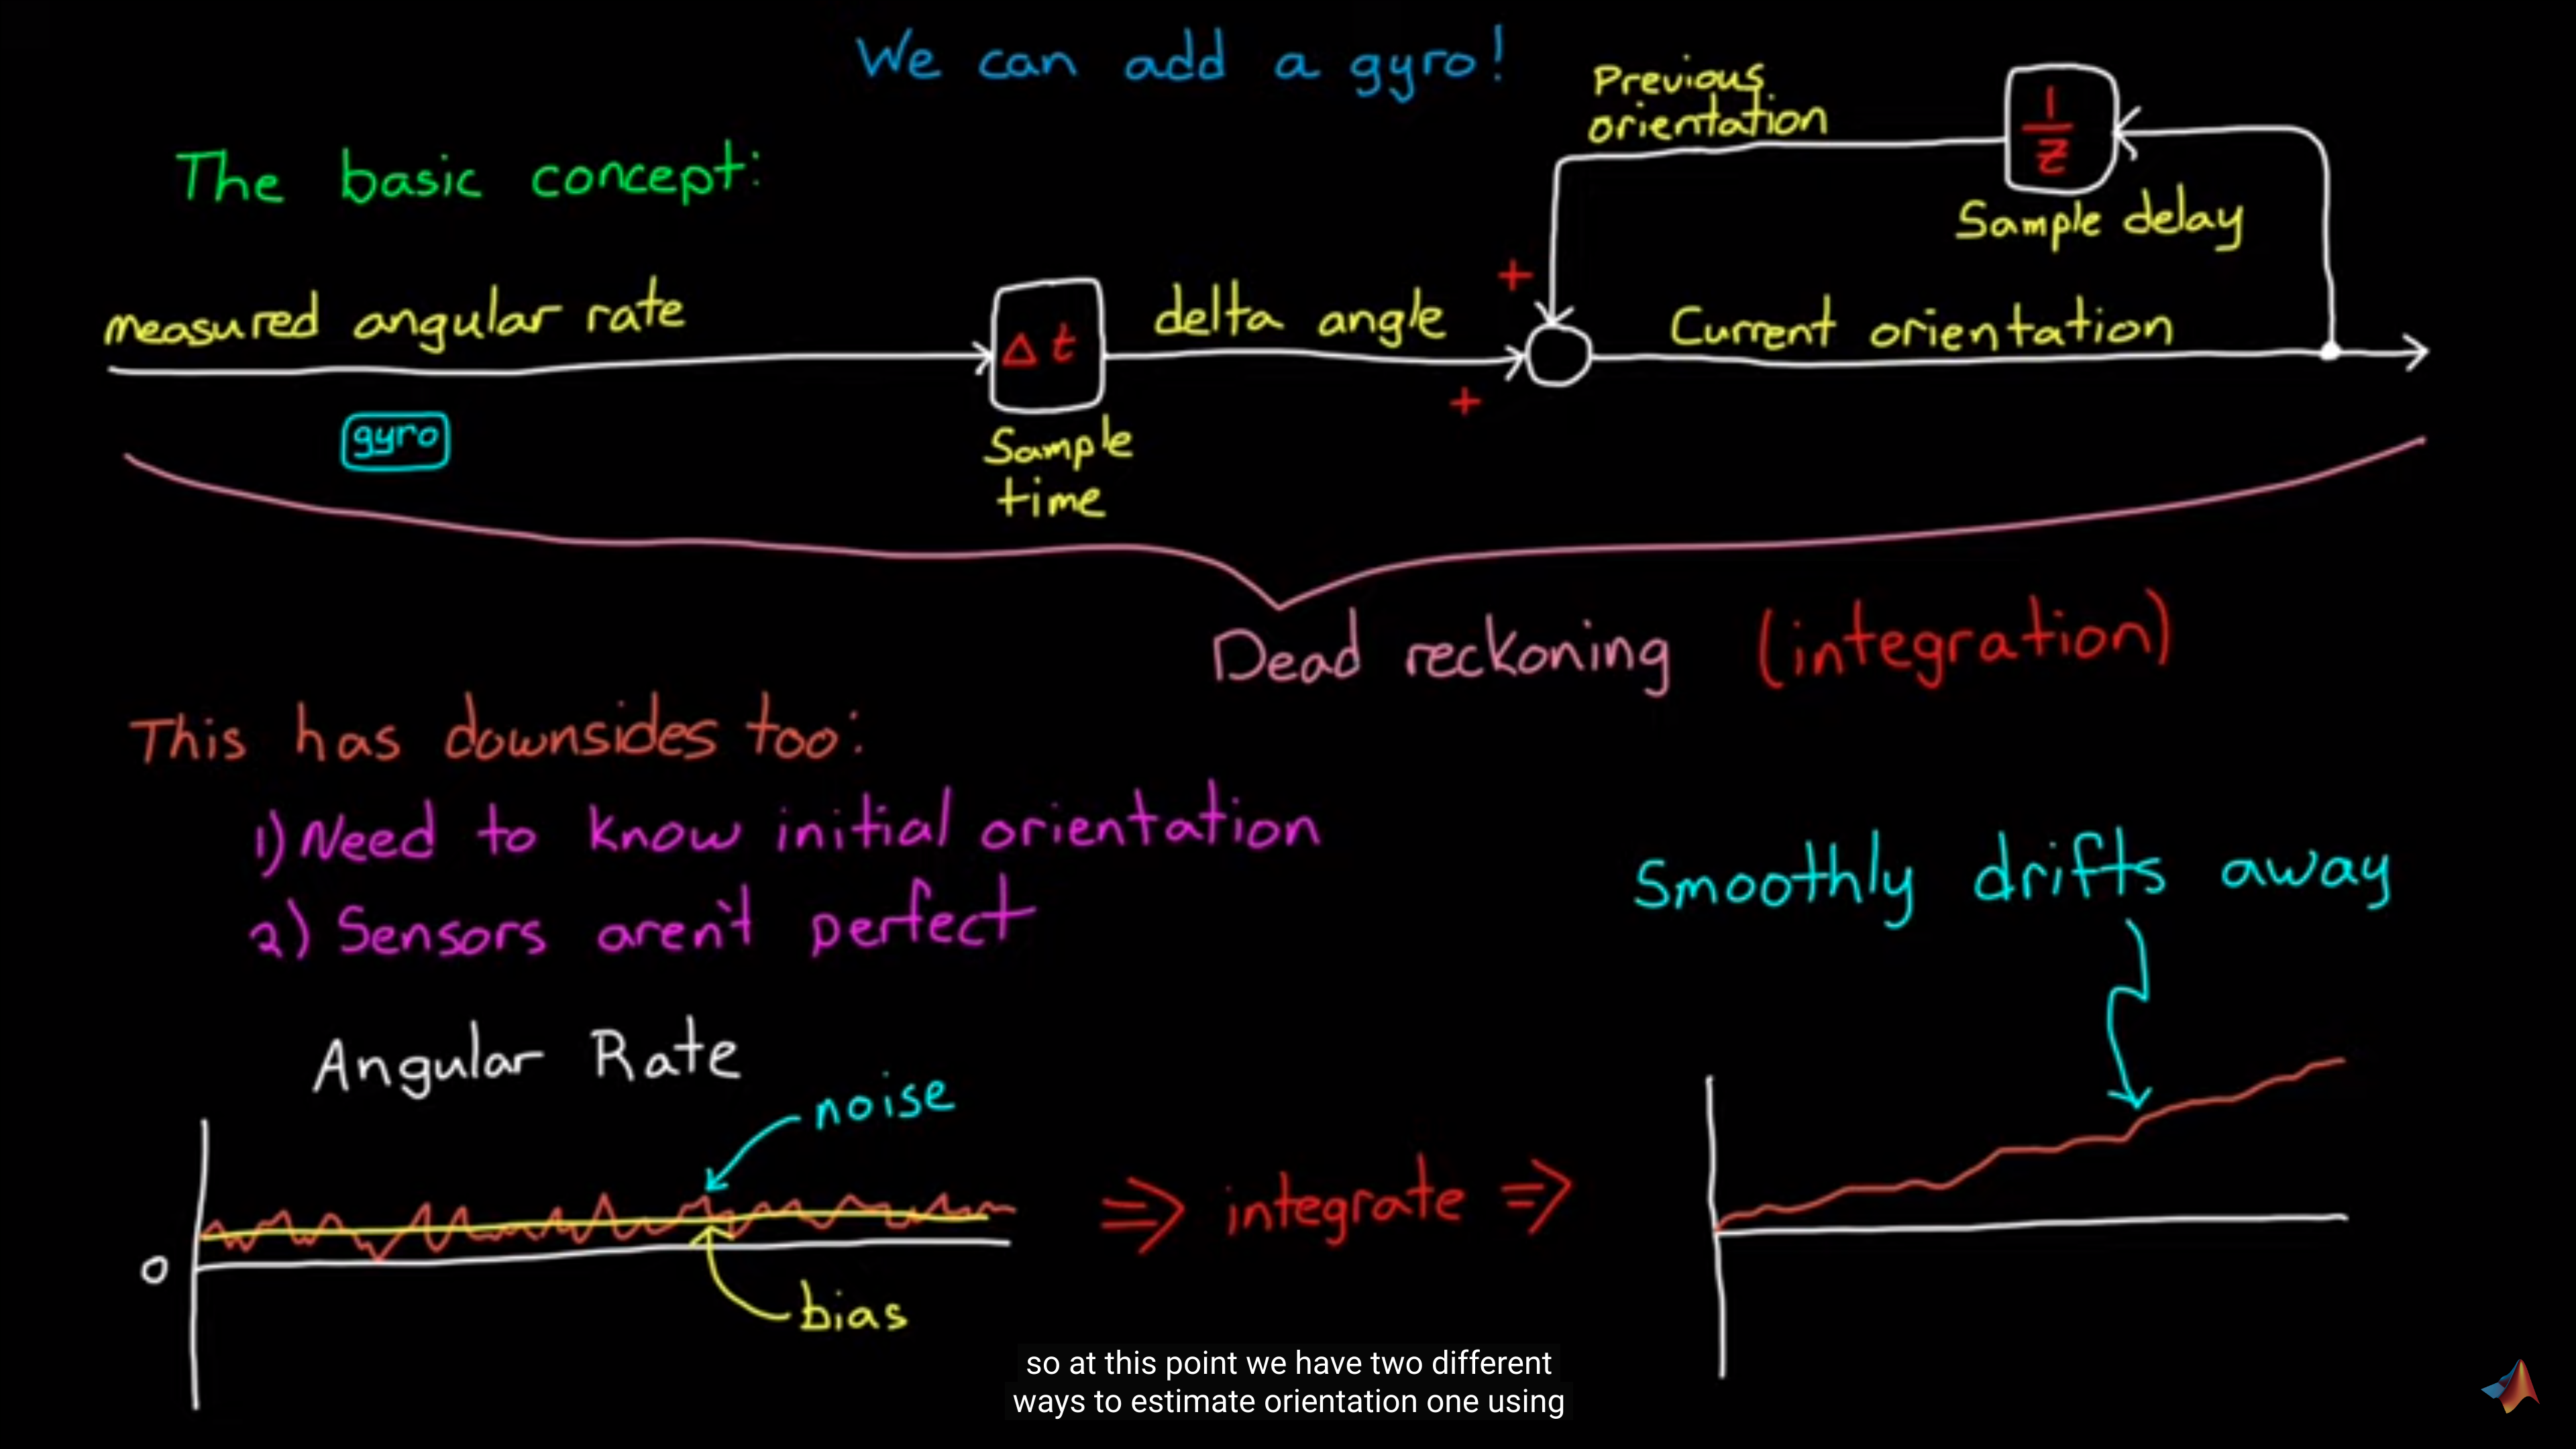 We can add a gyro!
Previous
orientation
1
z
Sample delay
The basic concept:
measured angular rate
gyro
Δt
Sample
time
delta angle
+
+
Current orientation
Dead reckoning (integration)
This has downsides too:
1) Need to know initial orientation
2) Sensors aren't perfect
Smoothly drifts away
Angular Rate
noise
0
bias
⇒ integrate ⇒
so at this point we have two different
ways to estimate orientation one using